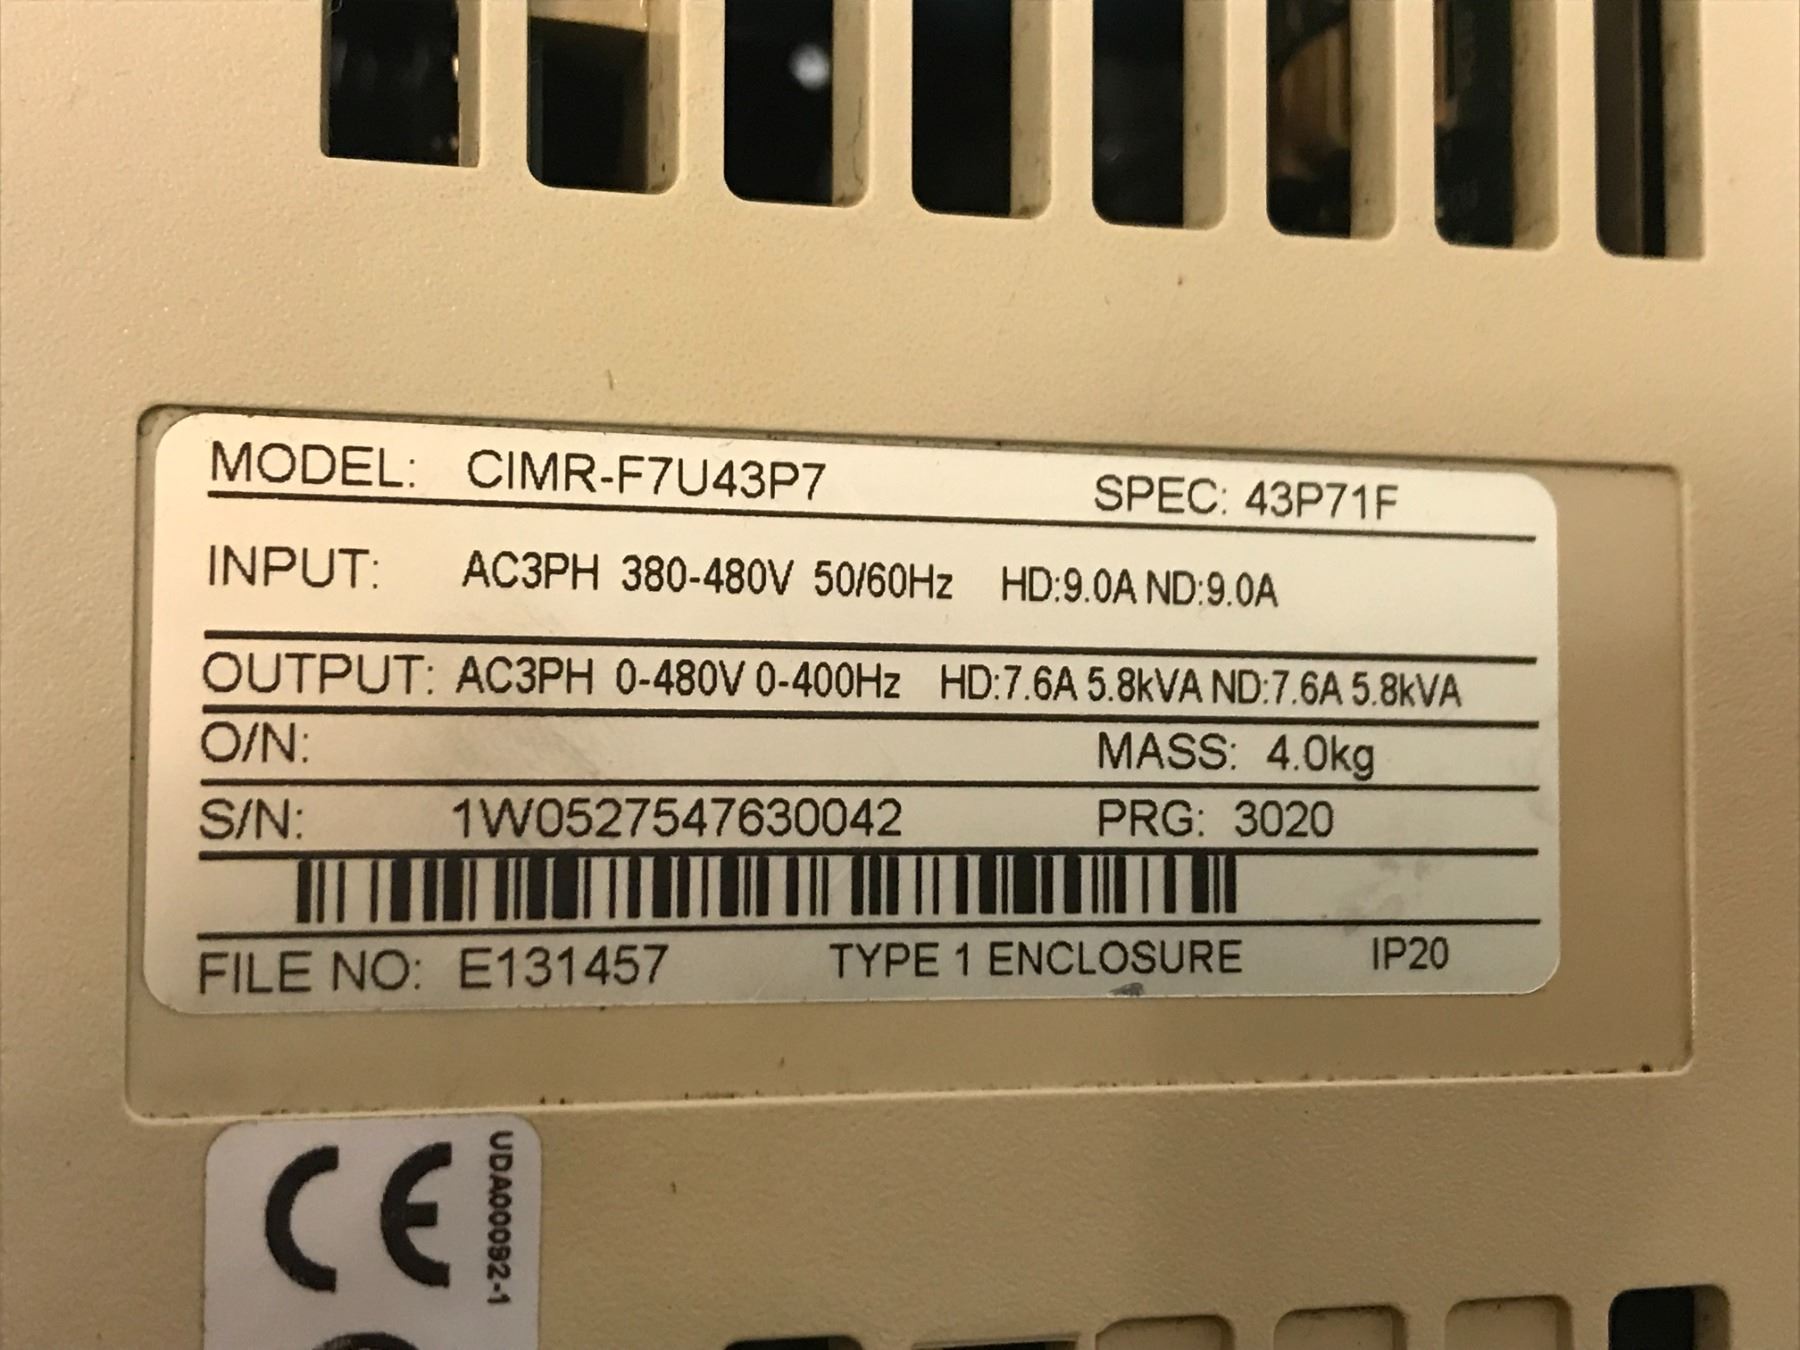 MODEL: CIMR-F7U43P7 SPEC: 43P71F
INPUT: AC3PH 380-480V 50/60Hz HD:9.0A ND:9.0A
OUTPUT: AC3PH 0-480V 0-400Hz HD:7.6A 5.8kVA ND:7.6A 5.8kVA
O/N: MASS: 4.0kg
S/N: 1W0527547630042 PRG: 3020
FILE NO: E131457 TYPE 1 ENCLOSURE IP20
CE
UDA00092-1